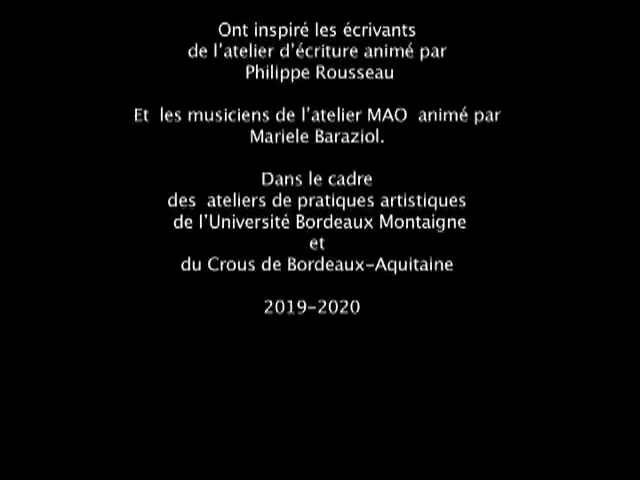 Ont inspiré les écrivants
de l'atelier d'écriture animé par
Philippe Rousseau
Et les musiciens de l'atelier MAO animé par
Mariele Baraziol.
Dans le cadre
des ateliers de pratiques artistiques
de l'Université Bordeaux Montaigne
et
du Crous de Bordeaux-Aquitaine
2019-2020